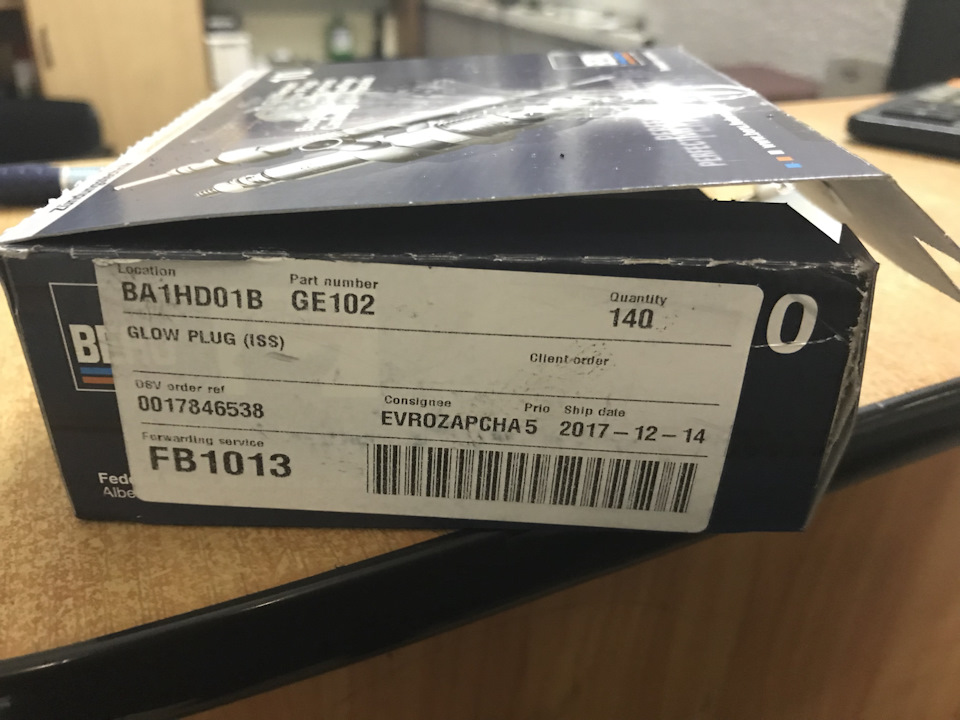 Location
Part number
Quantity
BA1HD01B GE102
140
GLOW PLUG (ISS)
Client order
DSV order ref
Consignee
Prio
Ship date
0017846538
EVROZAPCHA5
2017-12-14
Forwarding service
FB1013
0